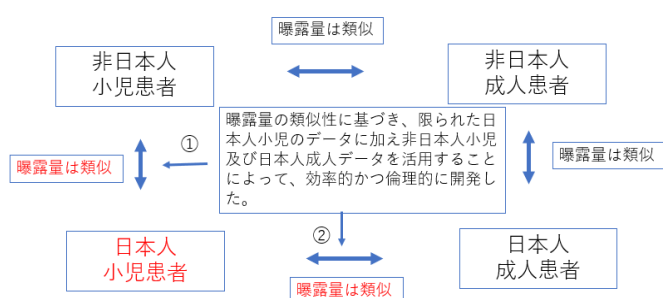 曝露量は類似
非日本人
小児患者
非日本人
成人患者
曝露量の類似性に基づき、限られた日
本人小児のデータに加え非日本人小児
及び日本人成人データを活用すること
によって、効率的かつ倫理的に開発し
た。
①
曝露量は類似
曝露量は類似
②
日本人
小児患者
日本人
成人患者
曝露量は類似